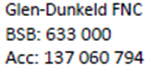 Glen-Dunkeld FNC
BSB: 633 000
Acc: 137 060 794